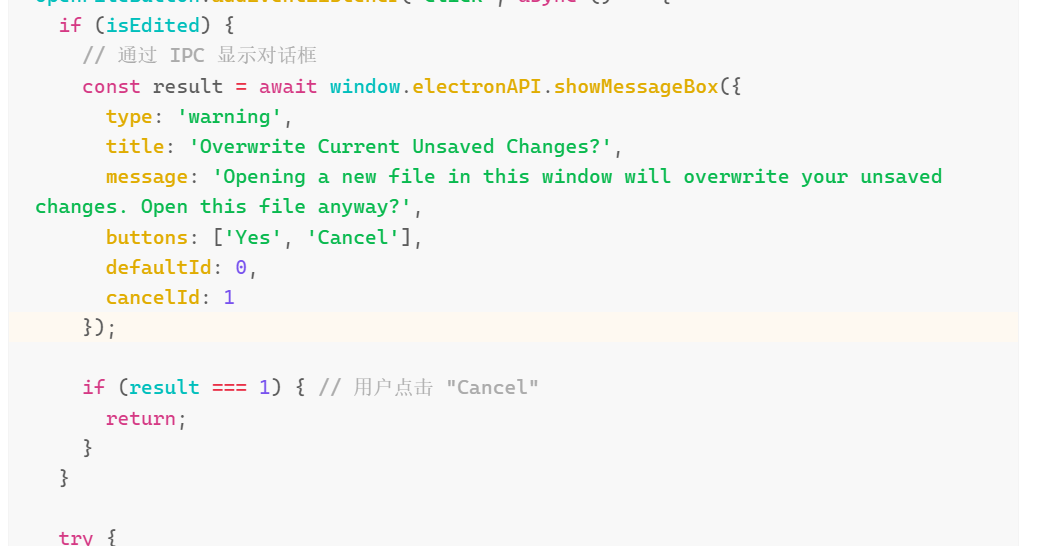 if (isEdited) {
// 通过 IPC 显示对话框
const result = await window.electronAPI.showMessageBox({
type: 'warning',
title: 'Overwrite Current Unsaved Changes?',
message: 'Opening a new file in this window will overwrite your unsaved
changes. Open this file anyway?',
buttons: ['Yes', 'Cancel'],
defaultId: 0,
cancelId: 1
});
if (result === 1) { // 用户点击 "Cancel"
return;
}
}
try {